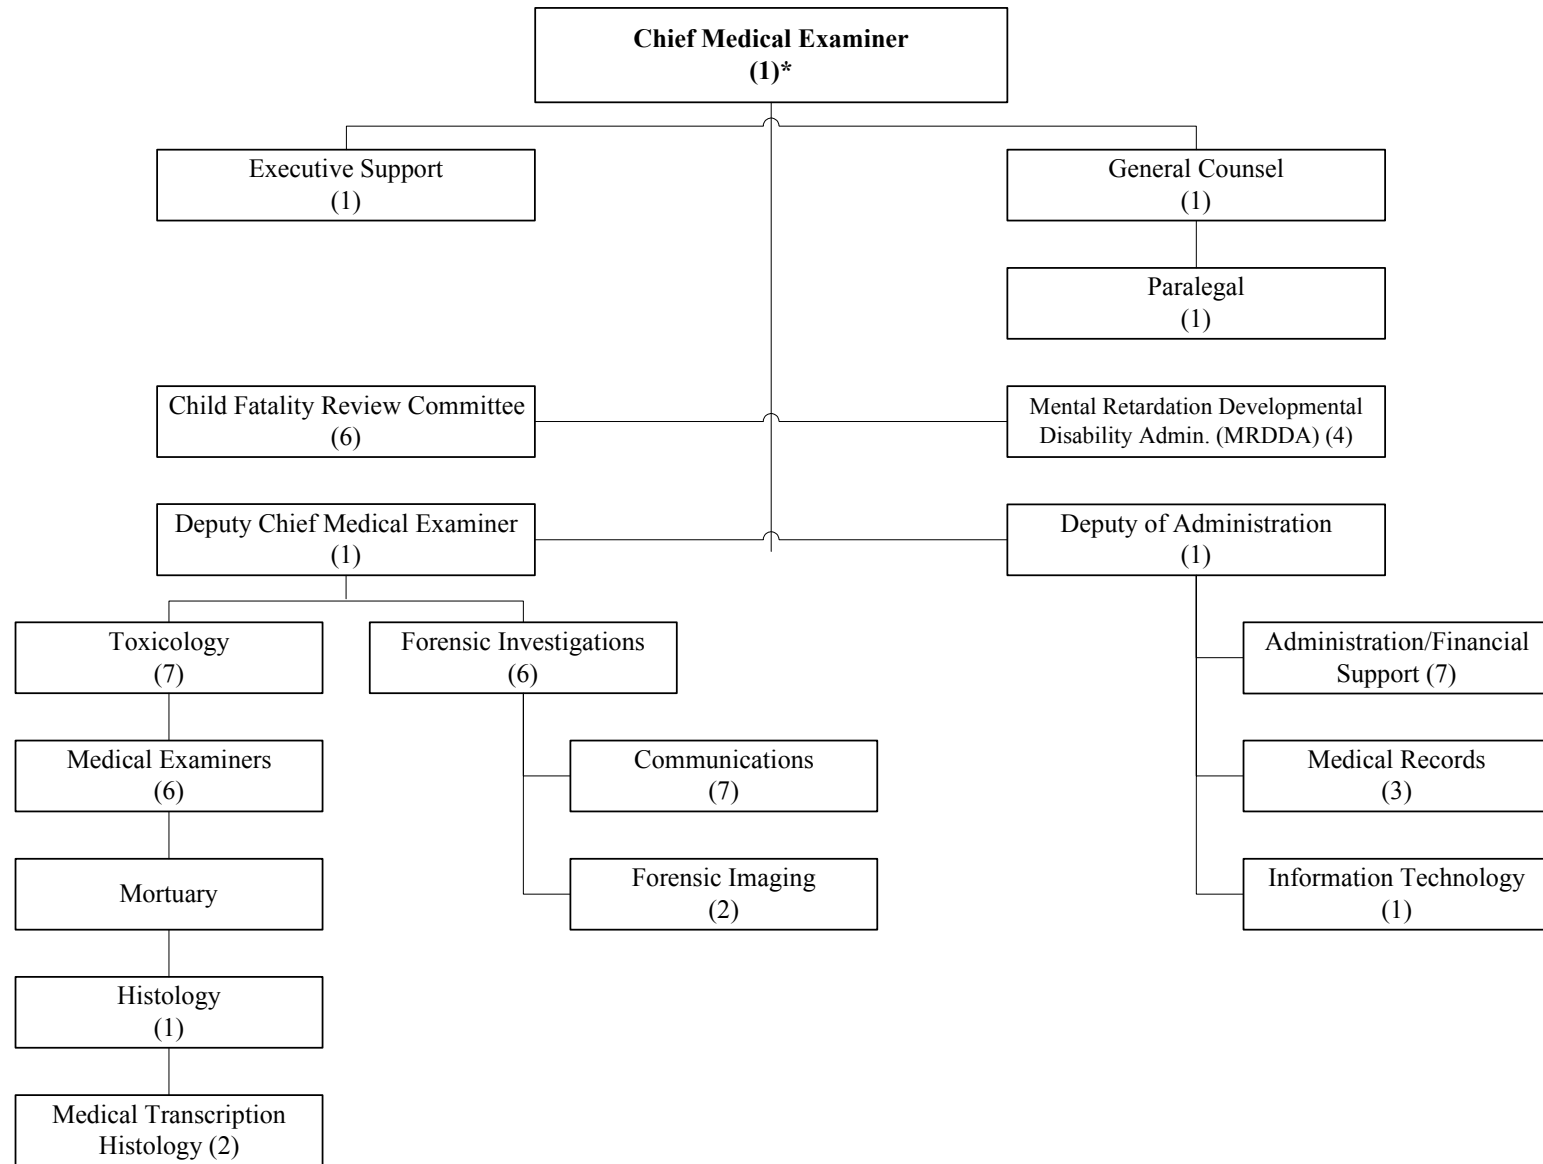 Chief Medical Examiner
(1)*
Executive Support
(1)
General Counsel
(1)
Paralegal
(1)
Child Fatality Review Committee
(6)
Mental Retardation Developmental
Disability Admin. (MRDDA) (4)
Deputy Chief Medical Examiner
(1)
Deputy of Administration
(1)
Toxicology
(7)
Forensic Investigations
(6)
Administration/Financial
Support (7)
Medical Examiners
(6)
Communications
(7)
Medical Records
(3)
Mortuary
Forensic Imaging
(2)
Information Technology
(1)
Histology
(1)
Medical Transcription
Histology (2)